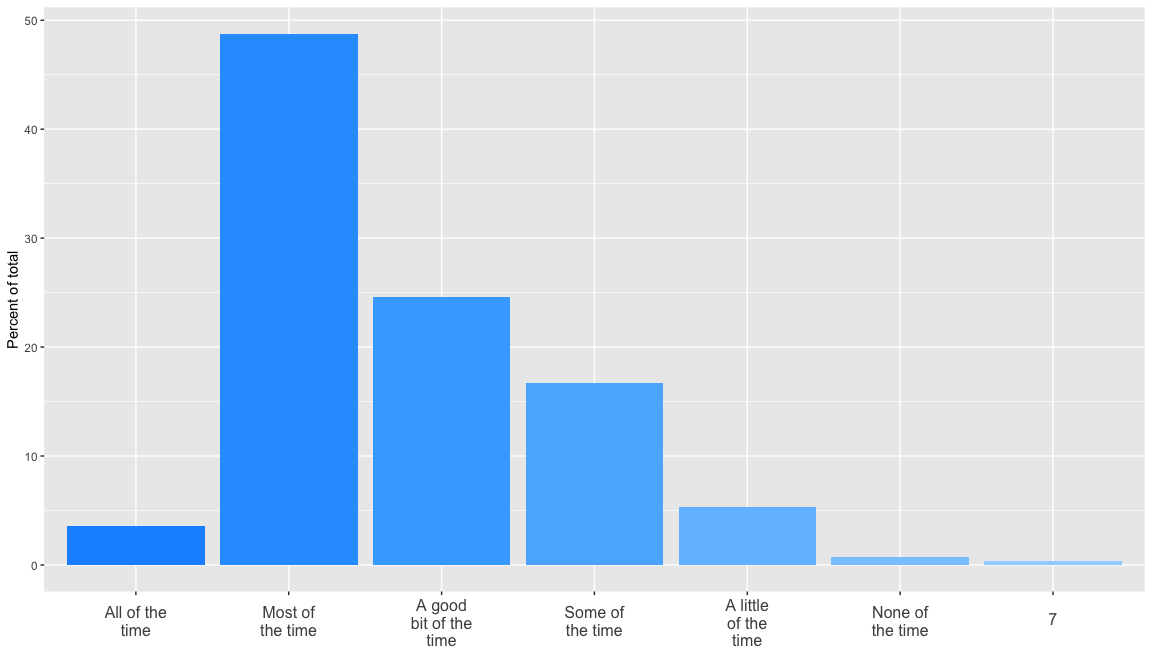 50
40
30
20
10
0
Percent of total
All of the
time
Most of
the time
A good
bit of the
time
Some of
the time
A little
of the
time
None of
the time
7